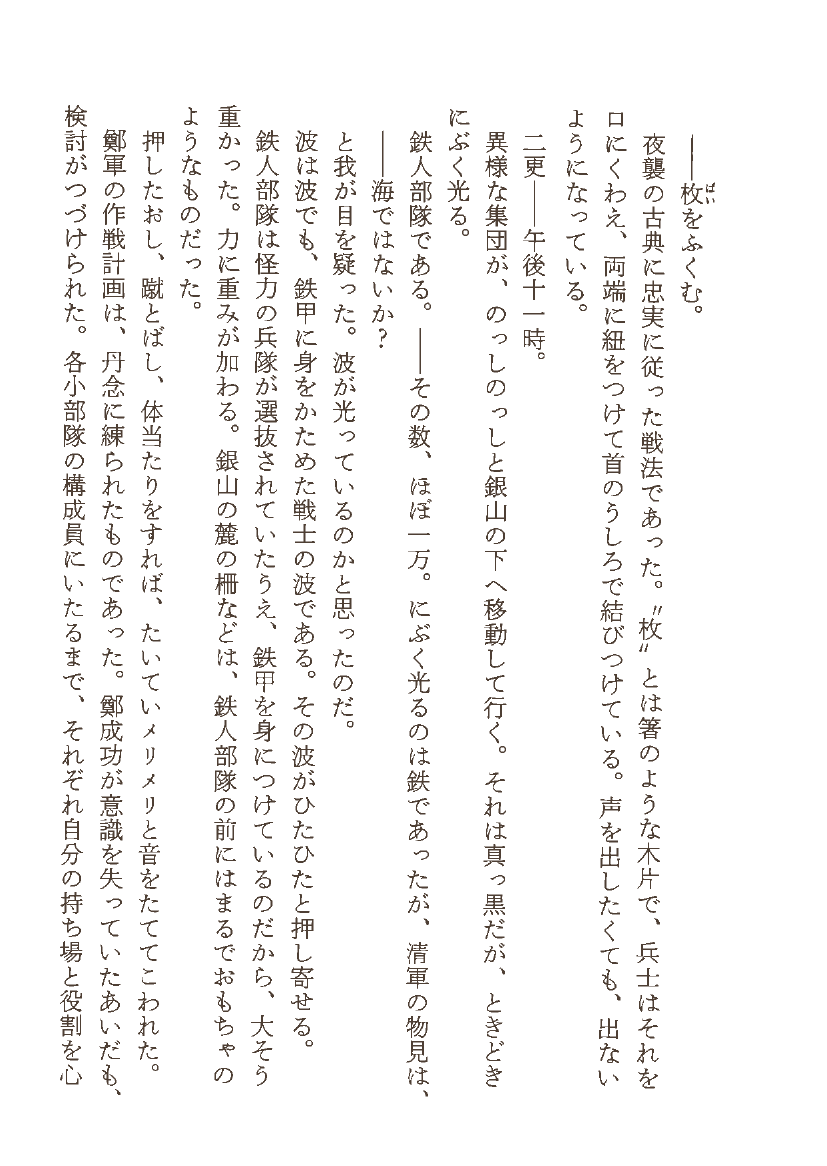 ――枚をふくむ。
夜襲の古典に忠実に従った戦法であった。〝枚〟とは箸のような木片で、兵士はそれを
口にくわえ、両端に紐をつけて首のうしろで結びつけている。声を出したくても、出ない
ようになっている。
二更――午後十一時。
異様な集団が、のっしのっしと銀山の下へ移動して行く。それは真っ黒だが、ときどき
にぶく光る。
鉄人部隊である。――その数、ほぼ一万。にぶく光るのは鉄であったが、清軍の物見は、
――海ではないか?
と我が目を疑った。波が光っているのかと思ったのだ。
波は波でも、鉄甲に身をかためた戦士の波である。その波がひたひたと押し寄せる。
鉄人部隊は怪力の兵隊が選抜されていたうえ、鉄甲を身につけているのだから、大そう
重かった。力に重みが加わる。銀山の麓の柵などは、鉄人部隊の前にはまるでおもちゃの
ようなものだった。
押したおし、蹴とばし、体当たりをすれば、たいていメリメリと音をたててこわれた。
鄭軍の作戦計画は、丹念に練られたものであった。鄭成功が意識を失っていたあいだも、
検討がつづけられた。各小部隊の構成員にいたるまで、それぞれ自分の持ち場と役割を心